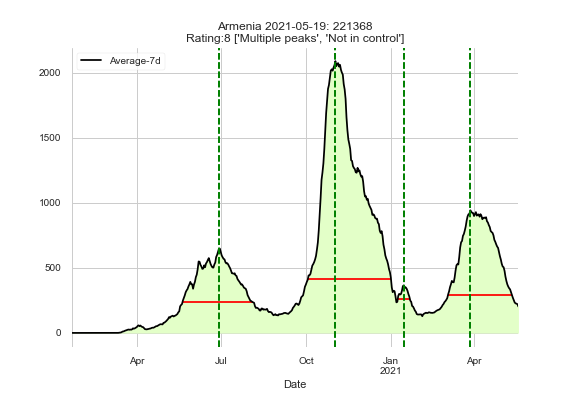 Armenia 2021-05-19: 221368
Rating:8 ['Multiple peaks', 'Not in control']
Average-7d
2000
1500
1000
500
0
Apr Jul Oct Jan Apr
2021
Date